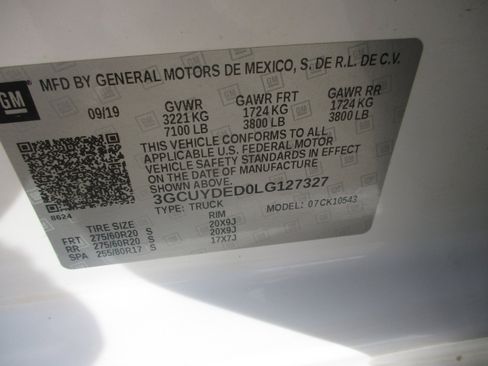 GM
MFD BY GENERAL MOTORS DE MEXICO, S. DE R.L. DE C.V.
09/19 GVWR GAWR FRT GAWR RR
3221 KG 1724 KG 1724 KG
7100 LB 3800 LB 3800 LB
THIS VEHICLE CONFORMS TO ALL
APPLICABLE U.S. FEDERAL MOTOR
VEHICLE SAFETY STANDARDS IN EFFECT
ON THE DATE OF MANUFACTURE
SHOWN ABOVE.
3GCUYDED0LG127327
8624 TYPE: TRUCK MODEL: 07CK10543
TIRE SIZE RIM
FRT 275/60R20 S 20X9J
RR 275/60R20 S 20X9J
SPA 255/80R17 S 17X7J